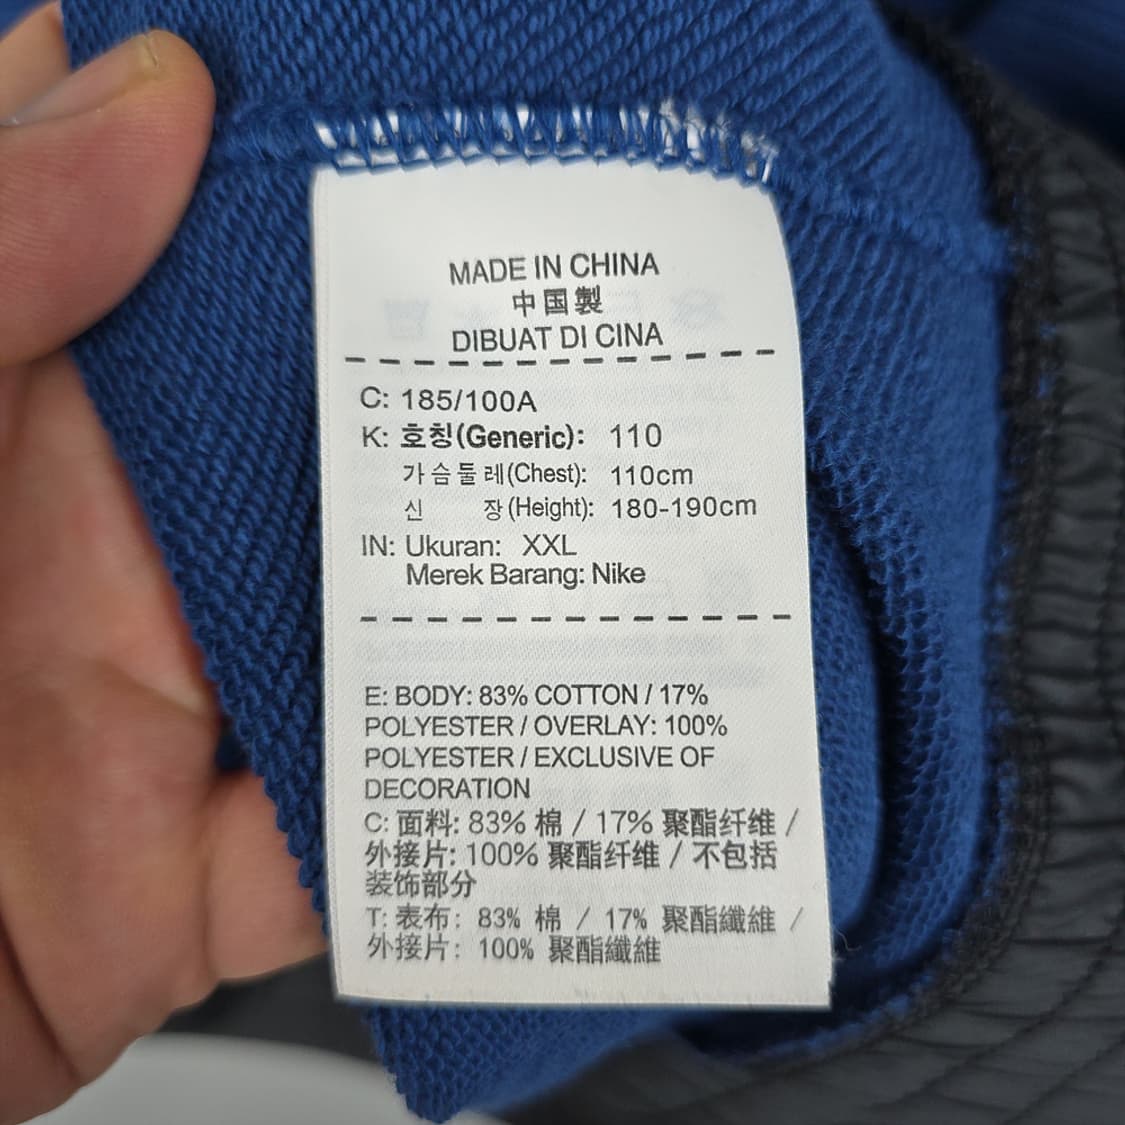 MADE IN CHINA
中国製
DIBUAT DI CINA
C: 185/100A
K: 호칭(Generic): 110
가슴둘레(Chest): 110cm
신 장(Height): 180-190cm
IN: Ukuran: XXL
Merek Barang: Nike
E: BODY: 83% COTTON / 17%
POLYESTER / OVERLAY: 100%
POLYESTER / EXCLUSIVE OF
DECORATION
C: 面料: 83% 棉 / 17% 聚酯纤维 /
外接片: 100% 聚酯纤维 / 不包括
装饰部分
T: 表布: 83% 棉 / 17% 聚酯纖維 /
外接片: 100% 聚酯纖維